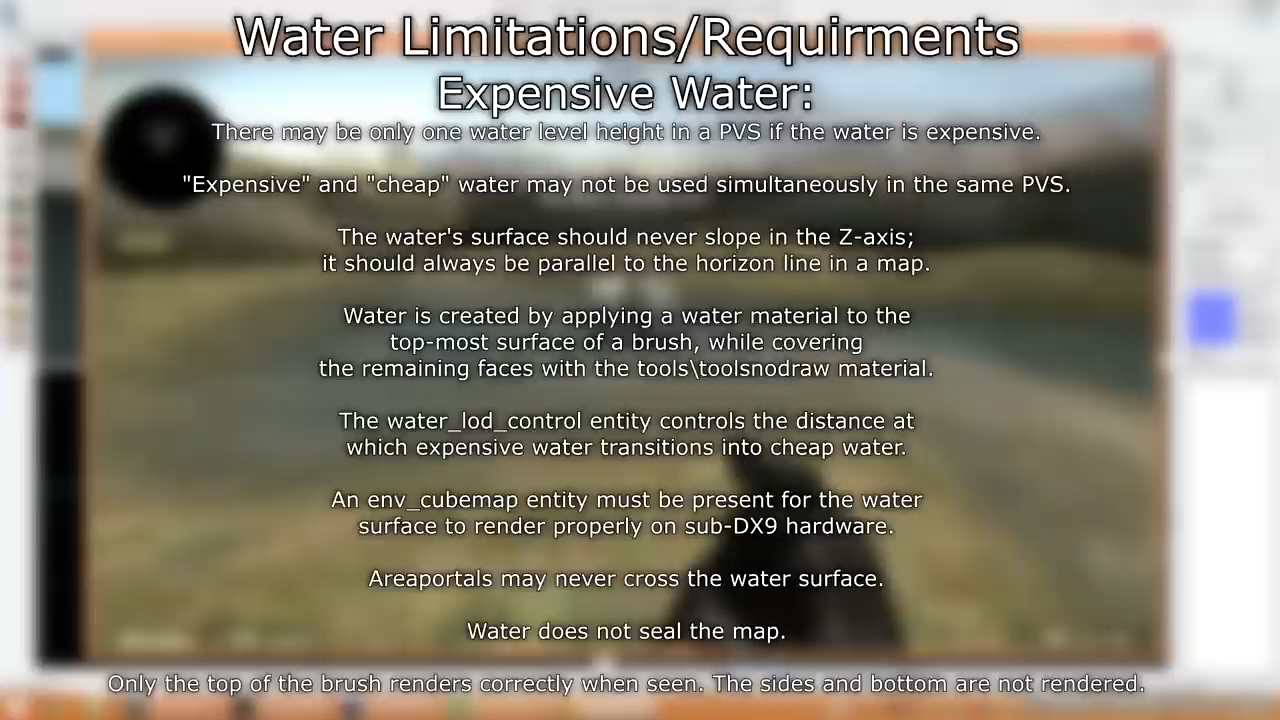 Water Limitations/Requirments
Expensive Water:
There may be only one water level height in a PVS if the water is expensive.
"Expensive" and "cheap" water may not be used simultaneously in the same PVS.
The water's surface should never slope in the Z-axis;
it should always be parallel to the horizon line in a map.
Water is created by applying a water material to the
top-most surface of a brush, while covering
the remaining faces with the tools\toolsnodraw material.
The water_lod_control entity controls the distance at
which expensive water transitions into cheap water.
An env_cubemap entity must be present for the water
surface to render properly on sub-DX9 hardware.
Areaportals may never cross the water surface.
Water does not seal the map.
Only the top of the brush renders correctly when seen. The sides and bottom are not rendered.